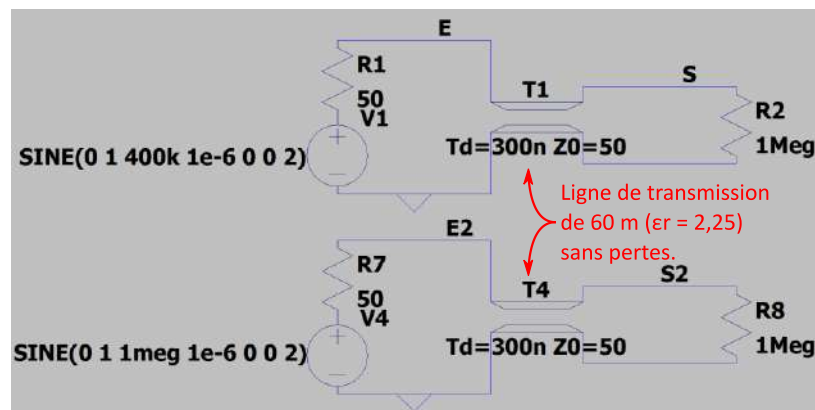 E
R1
50
V1
SINE(0 1 400k 1e-6 0 0 2)
T1
Td=300n Z0=50
S
R2
1Meg
Ligne de transmission
de 60 m (εr = 2,25)
sans pertes.
E2
R7
50
V4
SINE(0 1 1meg 1e-6 0 0 2)
T4
Td=300n Z0=50
S2
R8
1Meg